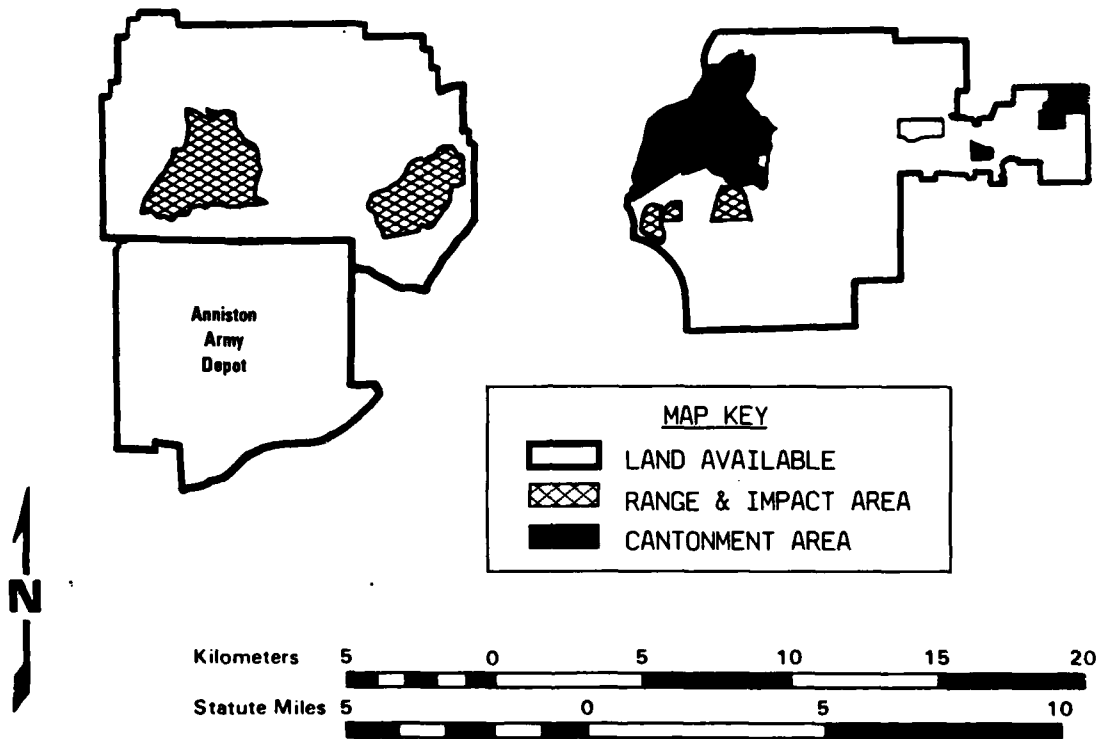 Anniston
Army
Depot
MAP KEY
LAND AVAILABLE
RANGE & IMPACT AREA
CANTONMENT AREA
N
Kilometers 5 0 5 10 15 20
Statute Miles 5 0 5 10